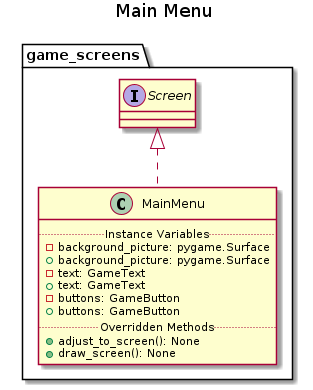 Main Menu
game_screens
I Screen
C MainMenu
Instance Variables
background_picture: pygame.Surface
background_picture: pygame.Surface
text: GameText
text: GameText
buttons: GameButton
buttons: GameButton
Overridden Methods
adjust_to_screen(): None
draw_screen(): None